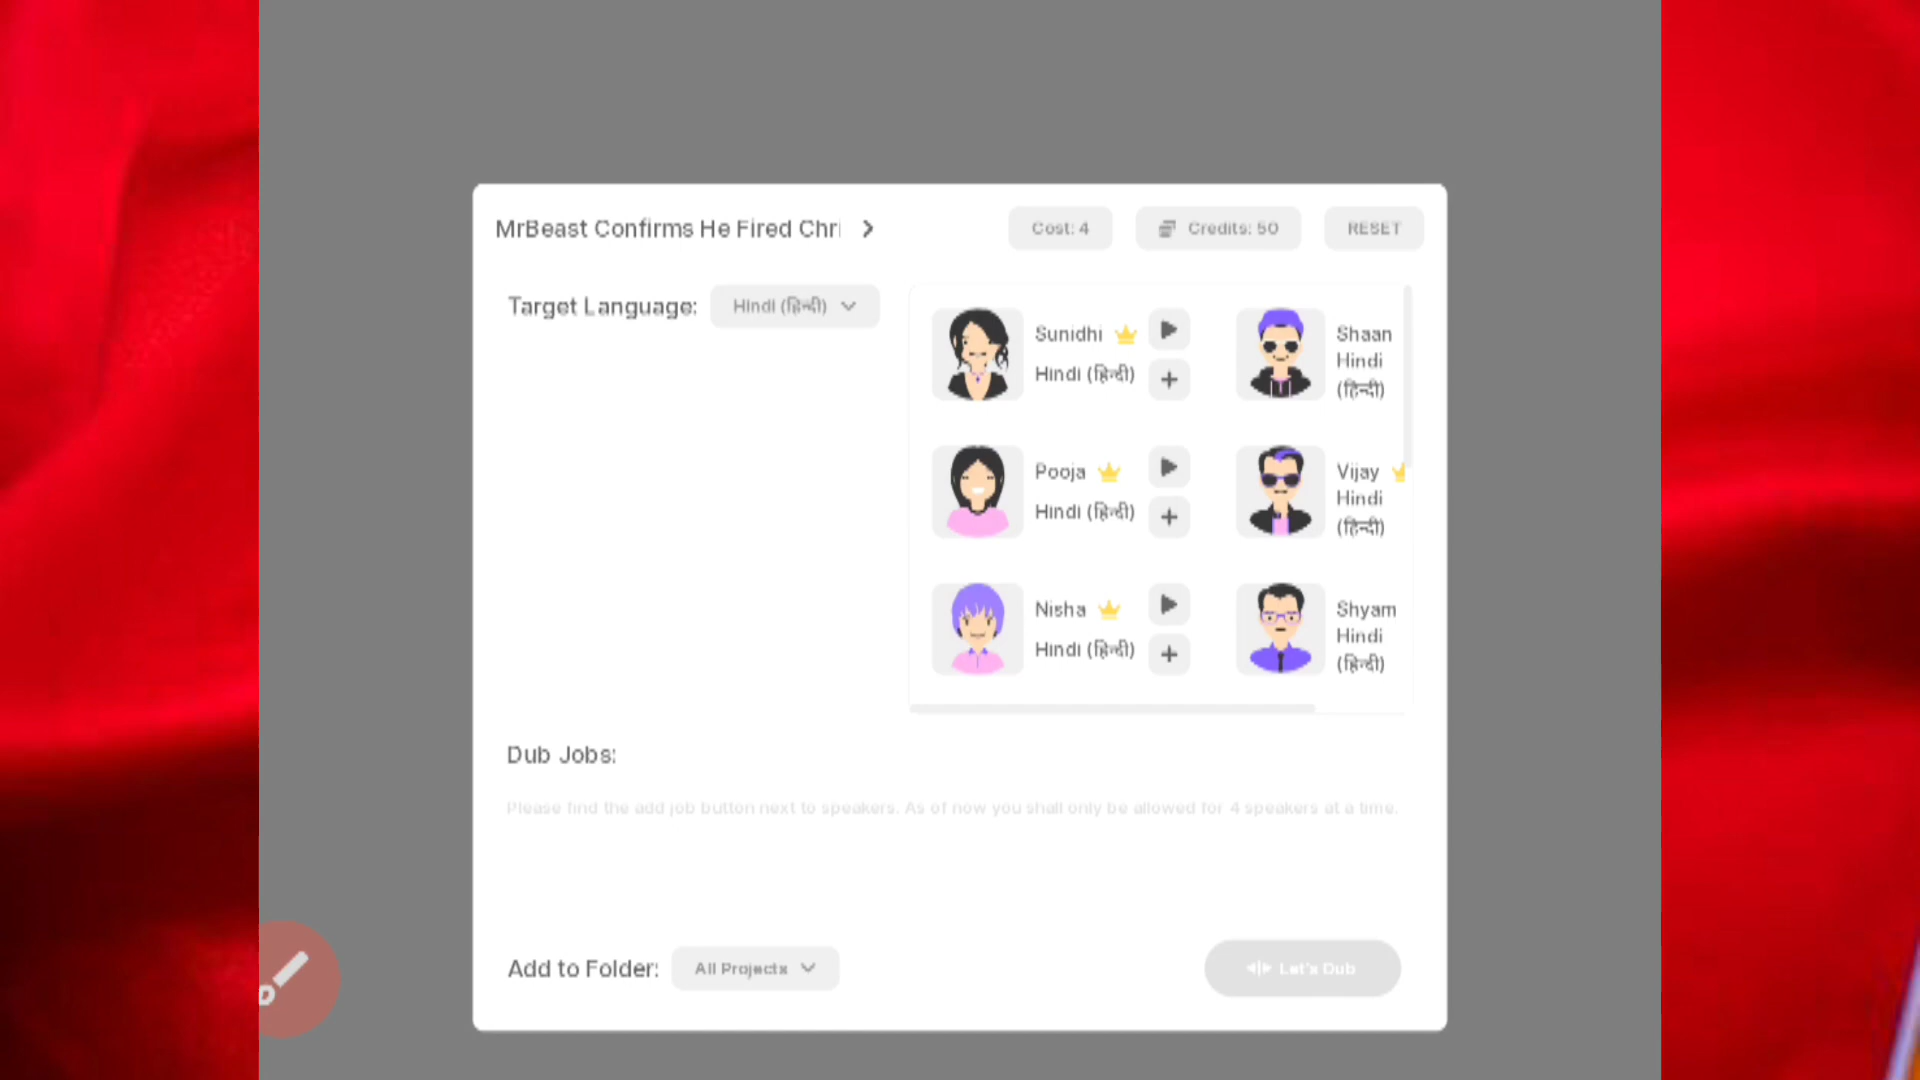 MrBeast Confirms He Fired Chri
Cost: 4
Credits: 50
RESET
Target Language:
Hindi (हिन्दी)
Sunidhi
Hindi (हिन्दी)
Shaan
Hindi
(हिन्दी)
Pooja
Hindi (हिन्दी)
Vijay
Hindi
(हिन्दी)
Nisha
Hindi (हिन्दी)
Shyam
Hindi
(हिन्दी)
Dub Jobs:
Please find the add job button next to speakers. As of now you shall only be allowed for 4 speakers at a time.
Add to Folder:
All Projects
Let's Dub